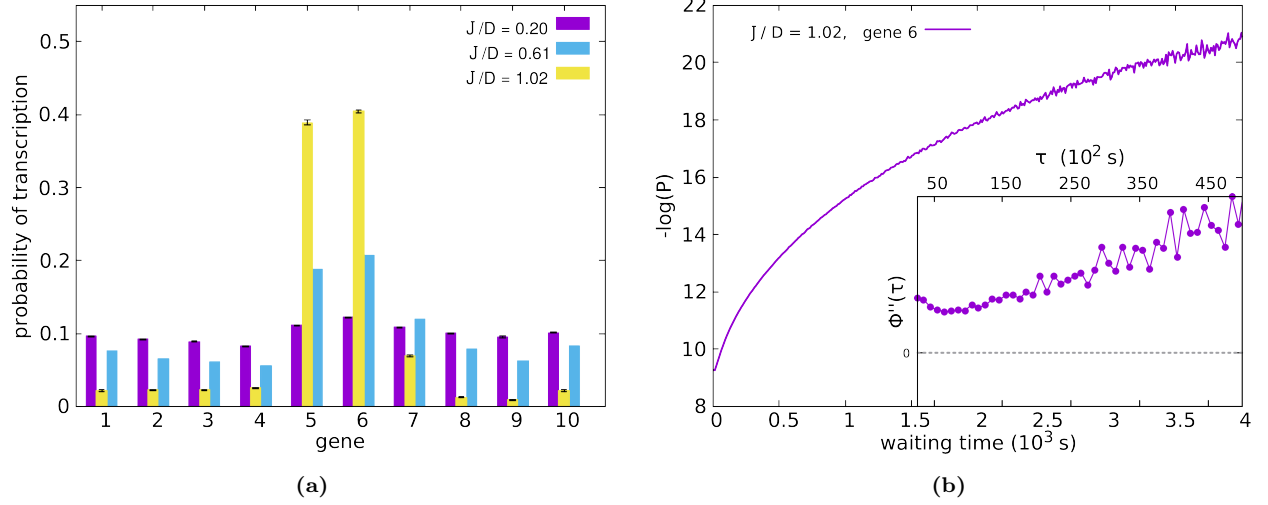 0.5
0.4
0.3
0.2
0.1
0
probability of transcription
J/D = 0.20
J/D = 0.61
J/D = 1.02
1 2 3 4 5 6 7 8 9 10
gene
(a)
22
20
18
16
14
12
10
8
-log(P)
J/D = 1.02, gene 6
τ (10² s)
50 150 250 350 450
Φ''(τ)
0
0 0.5 1 1.5 2 2.5 3 3.5 4
waiting time (10³ s)
(b)